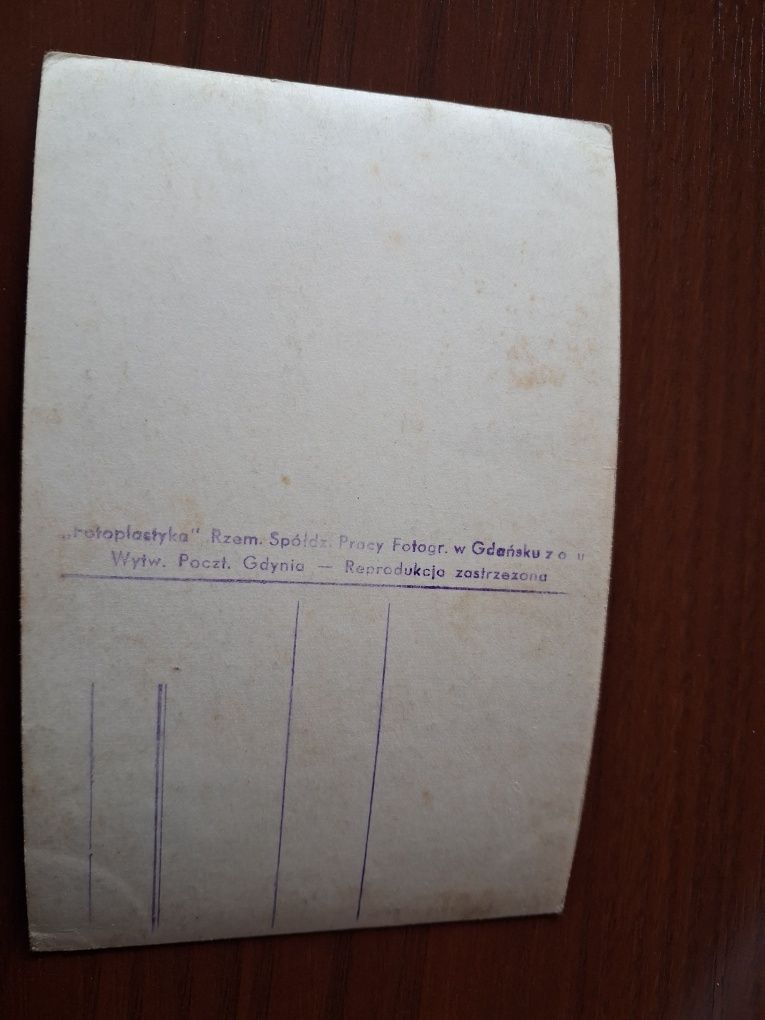 „Fotoplastyka" Rzem. Spółdz. Pracy Fotogr. w Gdańsku z o u
Wytw. Poczt. Gdynia — Reprodukcja zastrzeżona